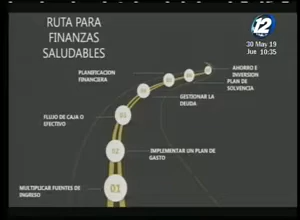 RUTA PARA
FINANZAS
SALUDABLES
12
30 May 19
Jue 10:35
AHORRO E
INVERSION
PLAN DE
SOLVENCIA
PLANIFICACION
FINANCIERA
GESTIONAR LA
DEUDA
FLUJO DE CAJA O
EFECTIVO
03
IMPLEMENTAR UN PLAN DE
GASTO
02
MULTIPLICAR FUENTES DE
INGRESO
01